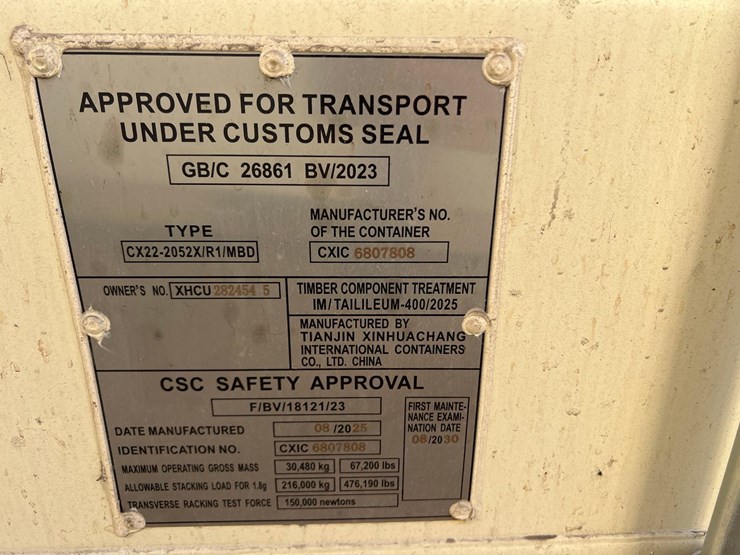 APPROVED FOR TRANSPORT
UNDER CUSTOMS SEAL
GB/C 26861 BV/2023
TYPE
CX22-2052X/R1/MBD
MANUFACTURER'S NO.
OF THE CONTAINER
CXIC 6807808
OWNER'S NO. XHCU 282454 5
TIMBER COMPONENT TREATMENT
IM/TAILILEUM-400/2025
MANUFACTURED BY
TIANJIN XINHUACHANG
INTERNATIONAL CONTAINERS
CO., LTD. CHINA
CSC SAFETY APPROVAL
F/BV/18121/23
DATE MANUFACTURED 08/2025
IDENTIFICATION NO. CXIC 6807808
MAXIMUM OPERATING GROSS MASS 30,480 kg 67,200 lbs
ALLOWABLE STACKING LOAD FOR 1.8g 216,000 kg 476,190 lbs
TRANSVERSE RACKING TEST FORCE 150,000 newtons
FIRST MAINTE-
NANCE EXAMI-
NATION DATE
08/2030